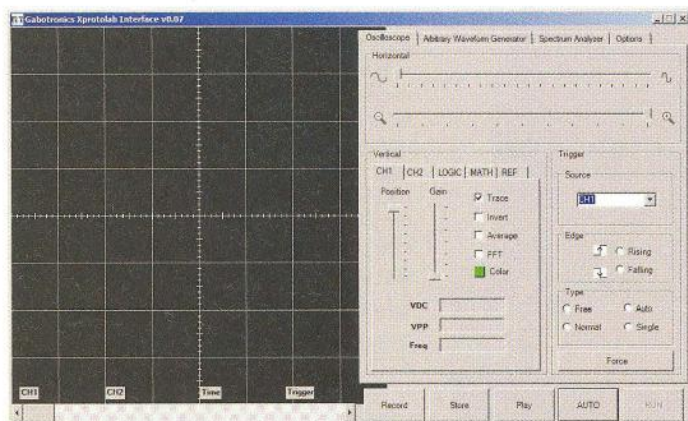 Gabotronics Xprotolab Interface v0.07
Oscilloscope
Arbitrary Waveform Generator
Spectrum Analyzer
Options
Horizontal
Vertical
CH1
CH2
LOGIC
MATH
REF
Position
Gain
Trace
Invert
Average
FFT
Color
VDC
VPP
Freq
Trigger
Source
CH1
Edge
Rising
Falling
Type
Free
Auto
Normal
Single
Force
CH1
CH2
Time
Trigger
Record
Store
Play
AUTO
RUN